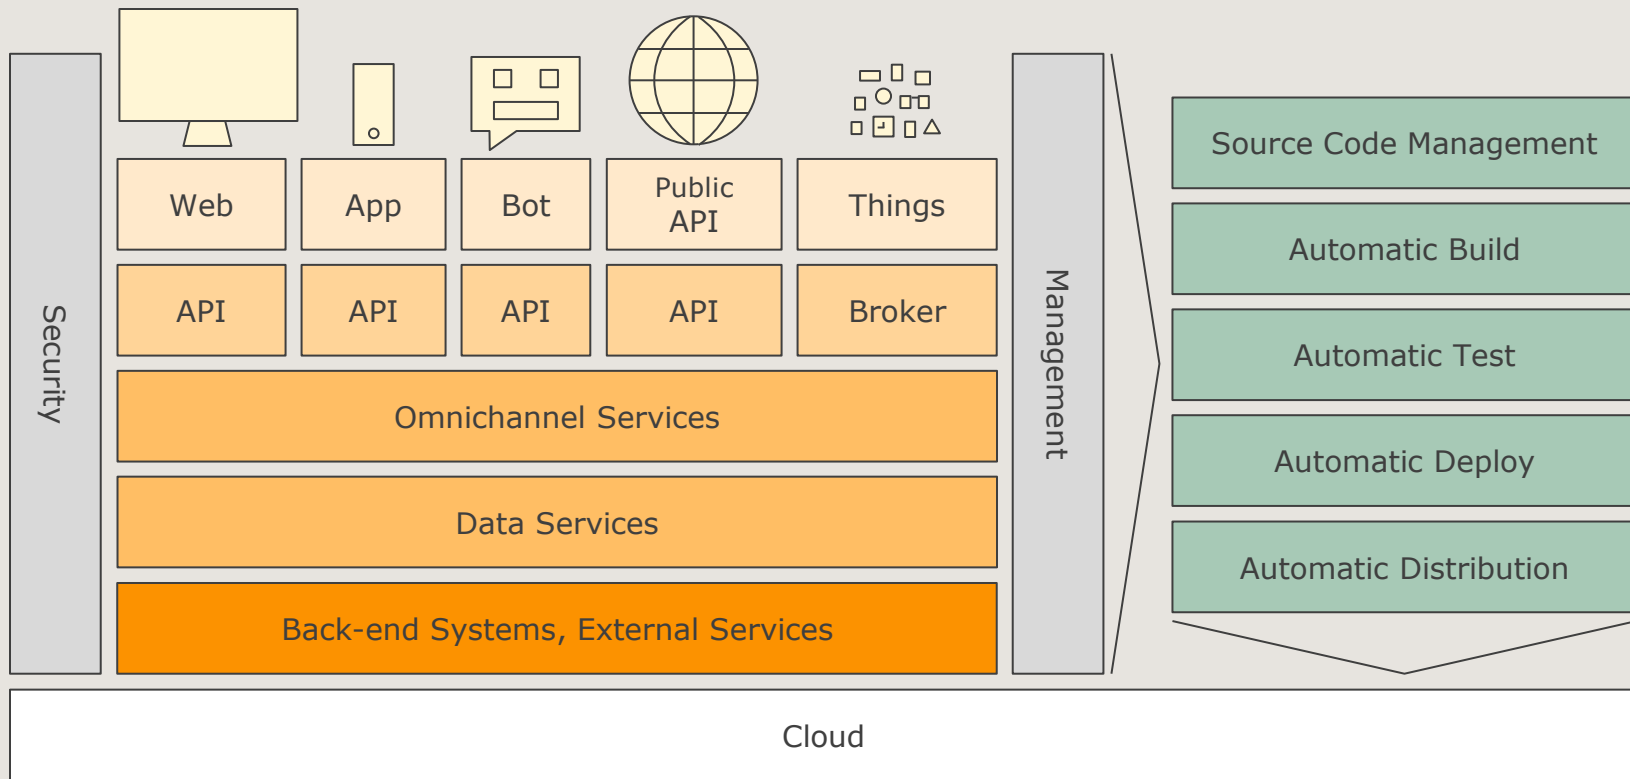 Security
Web
App
Bot
Public
API
Things
API
API
API
API
Broker
Omnichannel Services
Data Services
Back-end Systems, External Services
Management
Source Code Management
Automatic Build
Automatic Test
Automatic Deploy
Automatic Distribution
Cloud